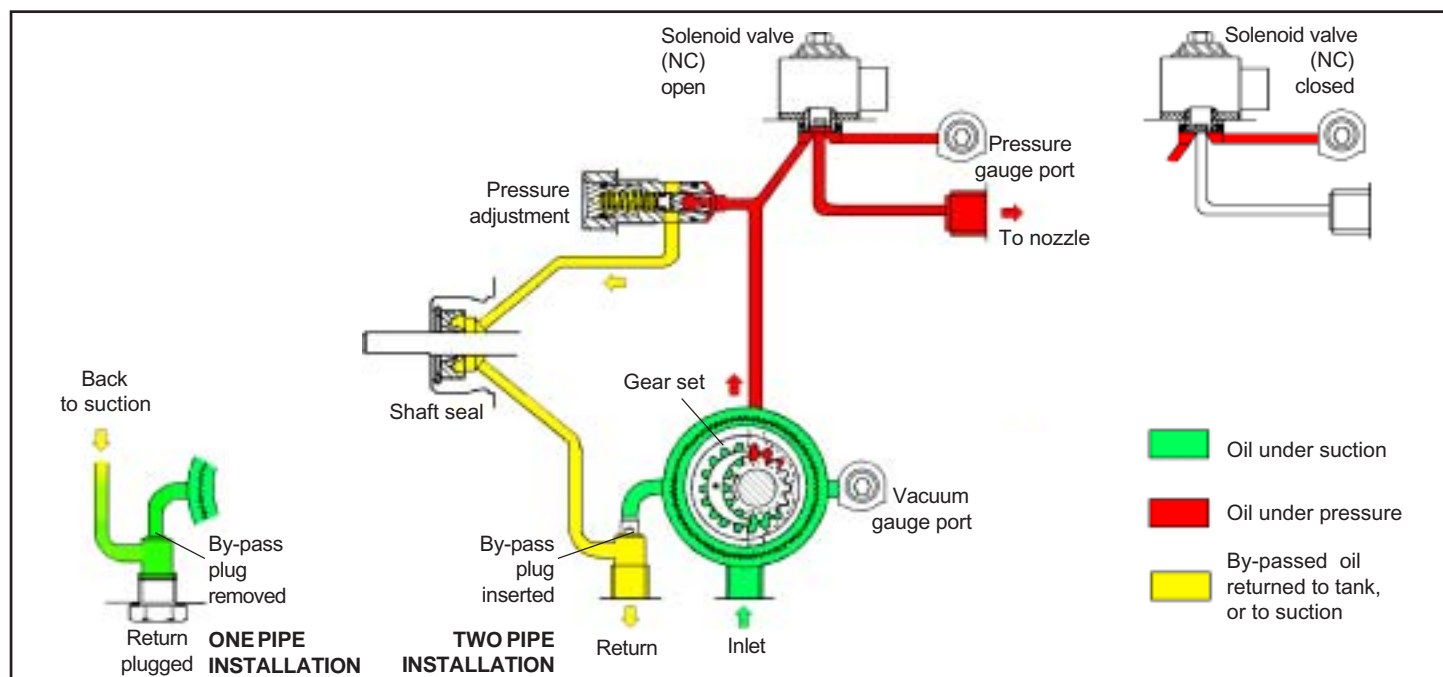 Solenoid valve
(NC)
open
Solenoid valve
(NC)
closed
Pressure
gauge port
Pressure
adjustment
To nozzle
Back
to suction
Shaft seal
Gear set
Oil under suction
Vacuum
gauge port
Oil under pressure
By-pass
plug
removed
By-pass
plug
inserted
By-passed oil
returned to tank,
or to suction
Return
plugged
ONE PIPE
INSTALLATION
TWO PIPE
INSTALLATION
Return
Inlet